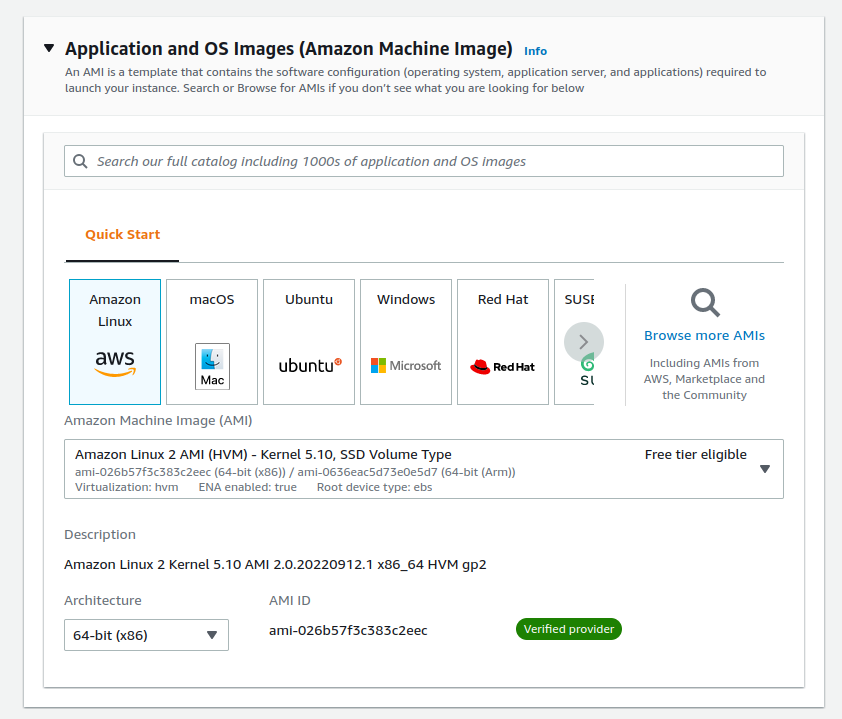 Application and OS Images (Amazon Machine Image) Info
An AMI is a template that contains the software configuration (operating system, application server, and applications) required to
launch your instance. Search or Browse for AMIs if you don’t see what you are looking for below
Search our full catalog including 1000s of application and OS images
Quick Start
Amazon
Linux
aws
macOS
Mac
Ubuntu
ubuntu
Windows
Microsoft
Red Hat
Red Hat
SUSE
SU
Browse more AMIs
Including AMIs from
AWS, Marketplace and
the Community
Amazon Machine Image (AMI)
Amazon Linux 2 AMI (HVM) - Kernel 5.10, SSD Volume Type
Free tier eligible
ami-026b57f3c383c2eec (64-bit (x86)) / ami-0636eac5d73e0e5d7 (64-bit (Arm))
Virtualization: hvm ENA enabled: true Root device type: ebs
Description
Amazon Linux 2 Kernel 5.10 AMI 2.0.20220912.1 x86_64 HVM gp2
Architecture
64-bit (x86)
AMI ID
ami-026b57f3c383c2eec
Verified provider